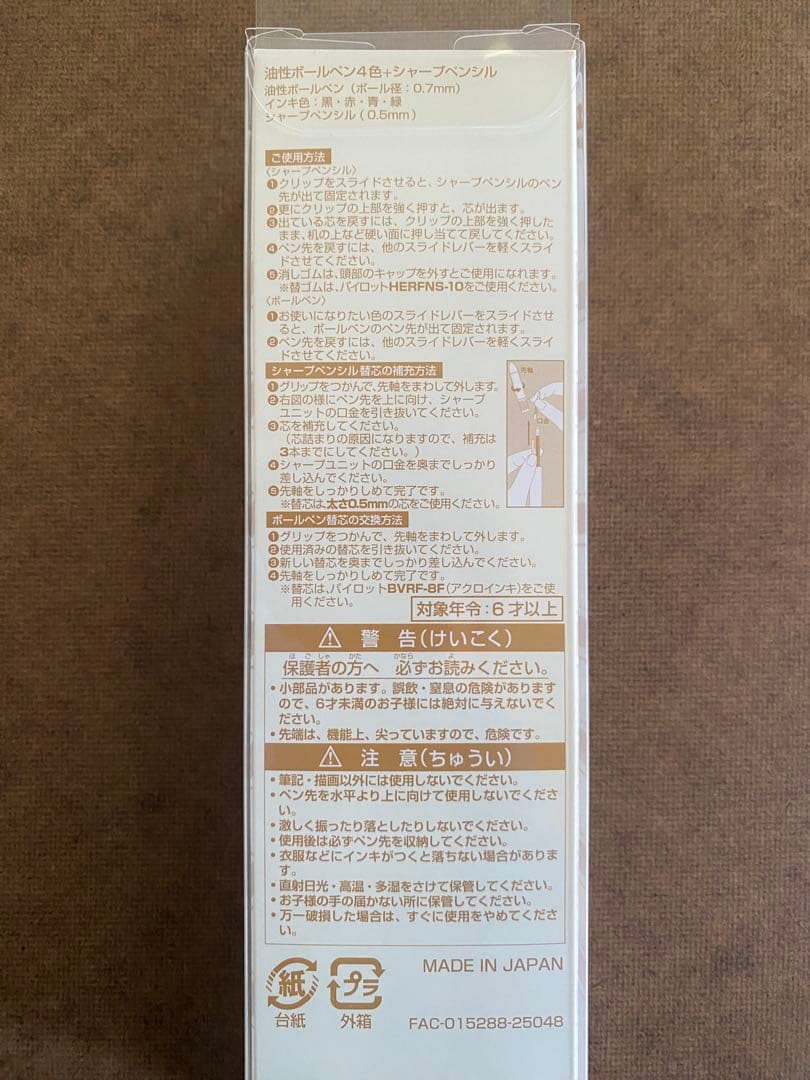 油性ボールペン4色+シャープペンシル
油性ボールペン（ボール径：0.7mm）
インキ色：黒・赤・青・緑
シャープペンシル（0.5mm）
ご使用方法
〈シャープペンシル〉
❶クリップをスライドさせると、シャープペンシルのペン
先が出て固定されます。
❷更にクリップの上部を強く押すと、芯が出ます。
❸出ている芯を戻すには、クリップの上部を強く押した
まま、机の上など硬い面に押し当てて戻してください。
❹ペン先を戻すには、他のスライドレバーを軽くスライ
ドさせてください。
❺消しゴムは、頭部のキャップを外すとご使用になれます。
※替ゴムは、パイロットHERFNS-10をご使用ください。
〈ボールペン〉
❶お使いになりたい色のスライドレバーをスライドさせ
ると、ボールペンのペン先が出て固定されます。
❷ペン先を戻すには、他のスライドレバーを軽くスライ
ドさせてください。
シャープペンシル替芯の補充方法
❶グリップをつかんで、先軸をまわして外します。
❷右図の様にペン先を上に向け、シャープ
ユニットの口金を引き抜いてください。
❸芯を補充してください。
（芯詰まりの原因になりますので、補充は
3本までにしてください。）
❹シャープユニットの口金を奥までしっかり
差し込んでください。
❺先軸をしっかりしめて完了です。
※替芯は、太さ0.5mmの芯をご使用ください。
先軸
口金
ボールペン替芯の交換方法
❶グリップをつかんで、先軸をまわして外します。
❷使用済みの替芯を引き抜いてください。
❸新しい替芯を奥までしっかり差し込んでください。
❹先軸をしっかりしめて完了です。
※替芯は、パイロットBVRF-8F（アクロインキ）をご使
用ください。
対象年令：6才以上
⚠ 警告（けいこく）
ほごしゃ かた かなら よ
保護者の方へ 必ずお読みください。
・小部品があります。誤飲・窒息の危険があります
ので、6才未満のお子様には絶対に与えないでく
ださい。
・先端は、機能上、尖っていますので、危険です。
⚠ 注意（ちゅうい）
・筆記・描画以外には使用しないでください。
・ペン先を水平より上に向けて使用しないでくださ
い。
・激しく振ったり落としたりしないでください。
・使用後は必ずペン先を収納してください。
・衣服などにインキがつくと落ちない場合がありま
す。
・直射日光・高温・多湿をさけて保管してください。
・お子様の手の届かない所に保管してください。
・万一破損した場合は、すぐに使用をやめてくださ
い。
紙
台紙
プラ
外箱
MADE IN JAPAN
FAC-015288-25048